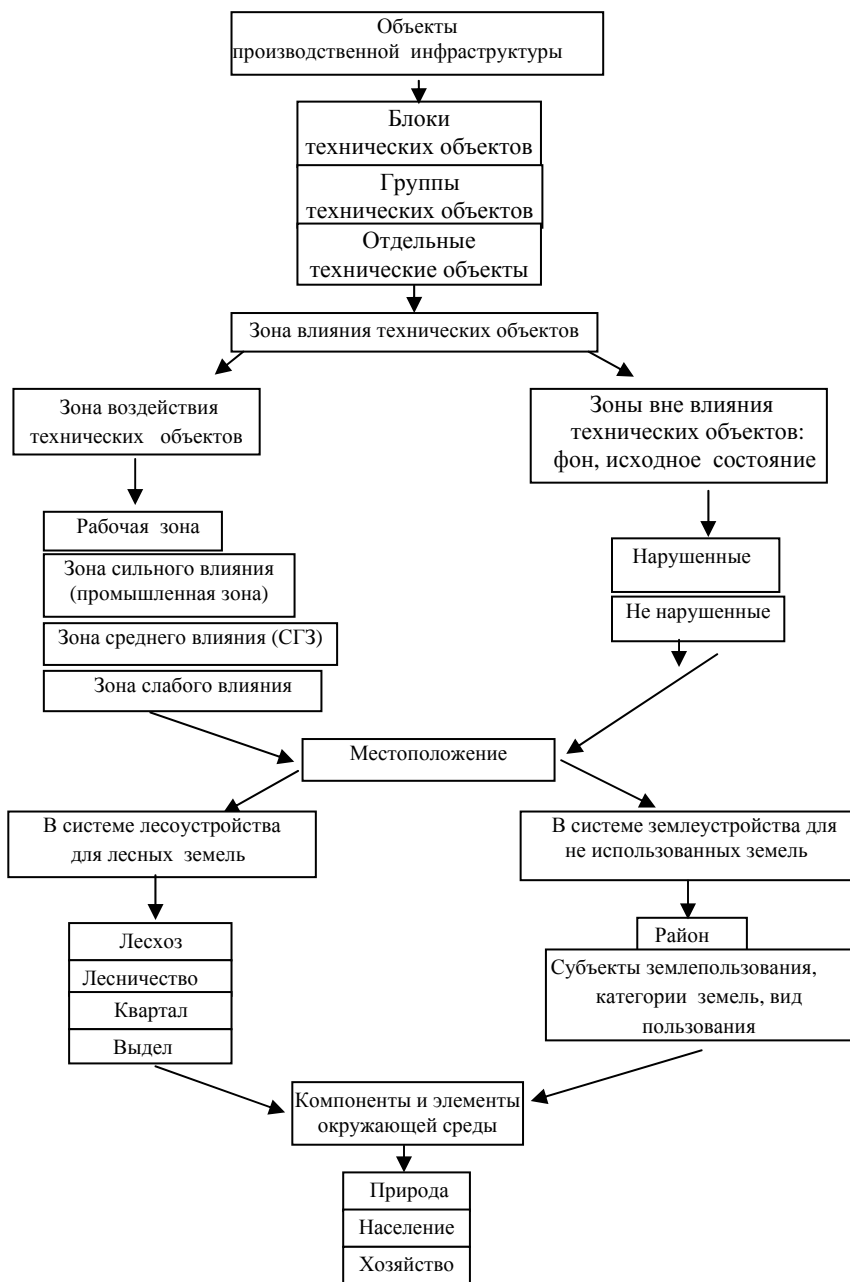 Объекты
производственной инфраструктуры
Блоки
технических объектов
Группы
технических объектов
Отдельные
технические объекты
Зона влияния технических объектов
Зона воздействия
технических объектов
Зоны вне влияния
технических объектов:
фон, исходное состояние
Рабочая зона
Зона сильного влияния
(промышленная зона)
Зона среднего влияния (СГЗ)
Зона слабого влияния
Нарушенные
Не нарушенные
Местоположение
В системе лесоустройства
для лесных земель
В системе землеустройства для
не использованных земель
Лесхоз
Лесничество
Квартал
Выдел
Район
Субъекты землепользования,
категории земель, вид
пользования
Компоненты и элементы
окружающей среды
Природа
Население
Хозяйство